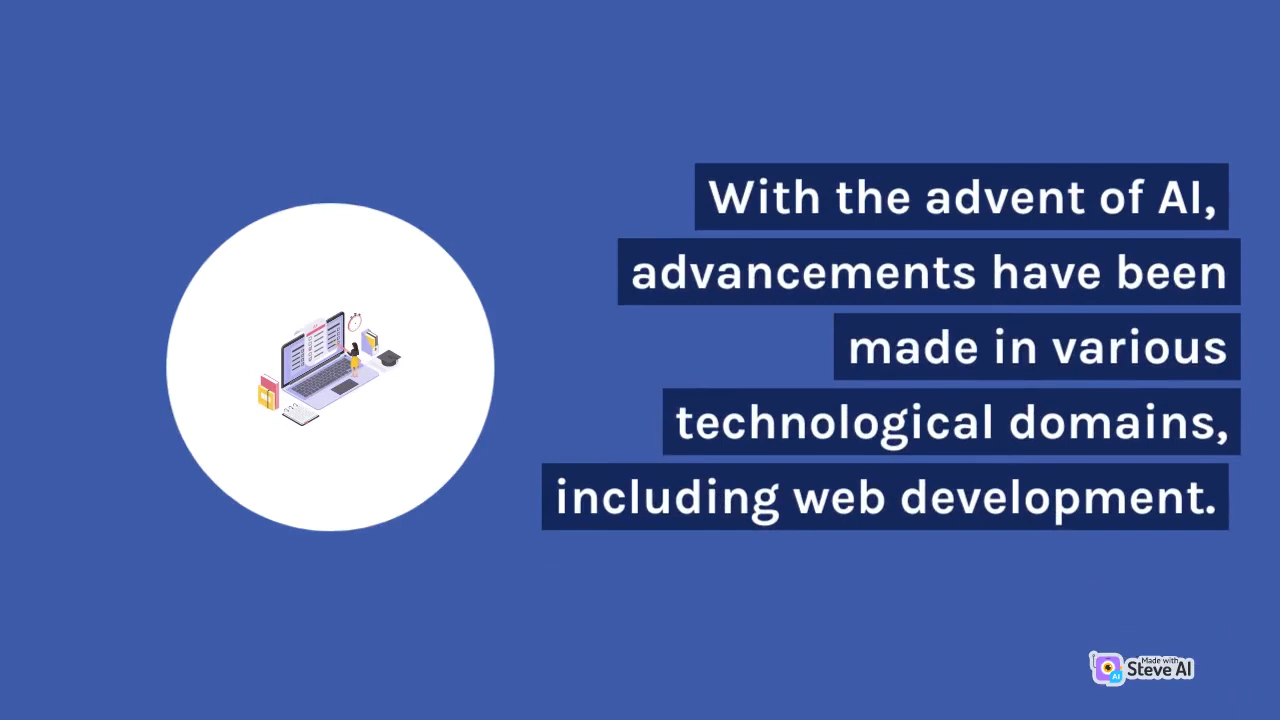 With the advent of AI,
advancements have been
made in various
technological domains,
including web development.
Made with
Steve AI
AI